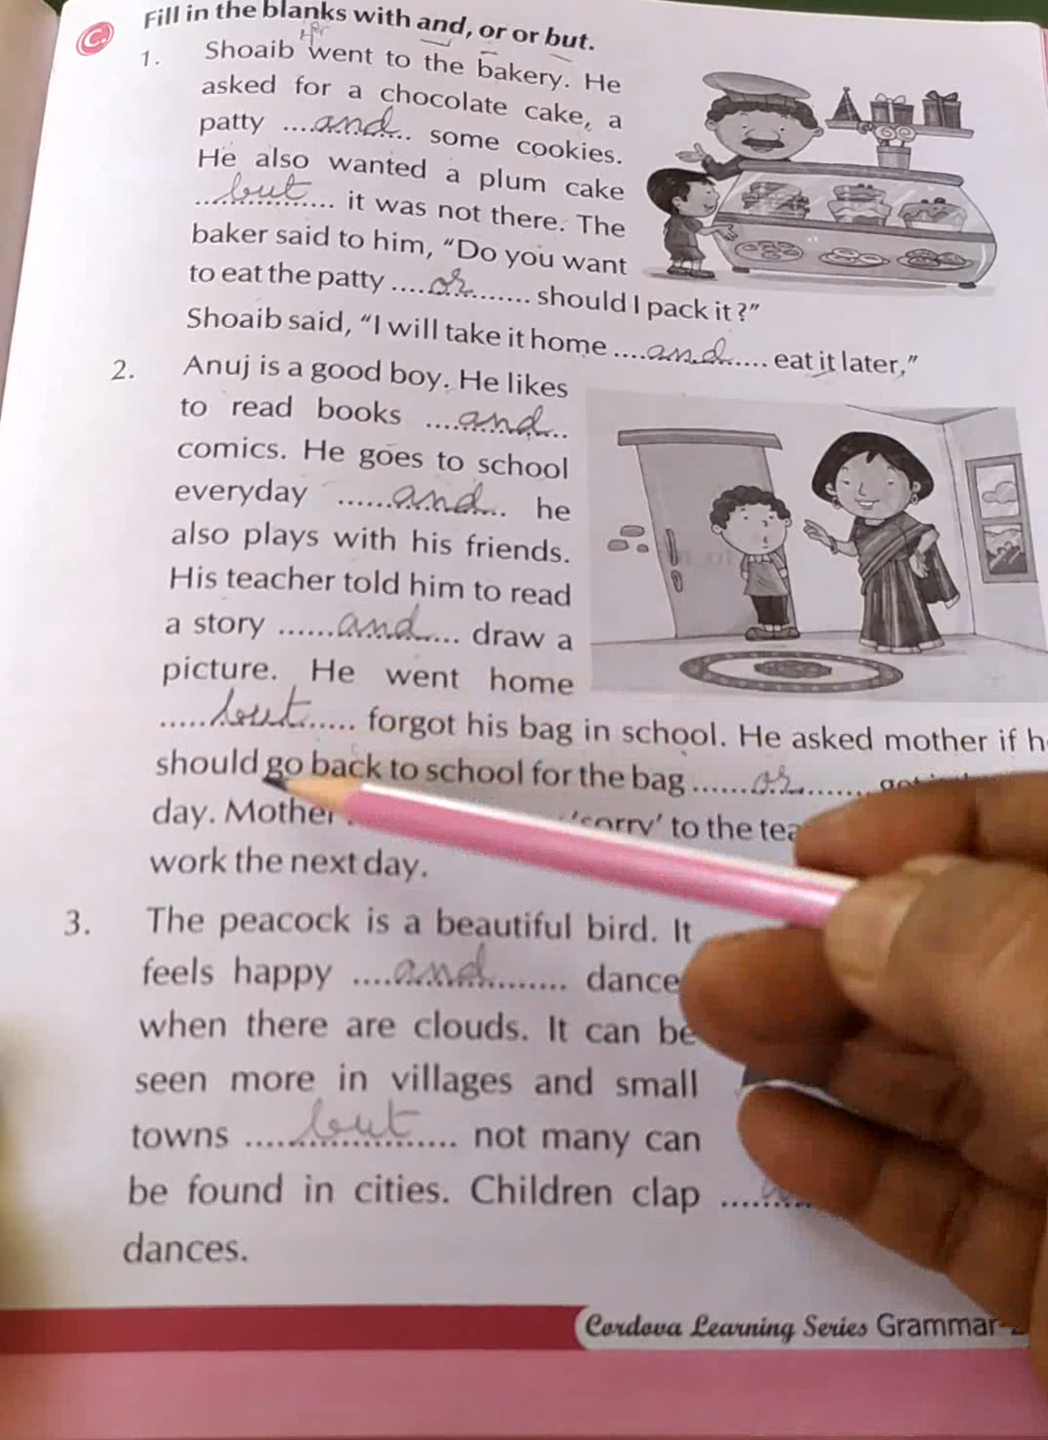 C. Fill in the blanks with and, or or but.
1. Shoaib went to the bakery. He
asked for a chocolate cake, a
patty ....and.... some cookies.
He also wanted a plum cake
....but.... it was not there. The
baker said to him, “Do you want
to eat the patty ....or.... should I pack it?”
Shoaib said, “I will take it home ....and.... eat it later,”
2. Anuj is a good boy. He likes
to read books ....and....
comics. He goes to school
everyday ....and.... he
also plays with his friends.
His teacher told him to read
a story ....and.... draw a
picture. He went home
....but.... forgot his bag in school. He asked mother if h
should go back to school for the bag ....or....
day. Mother 'sorry' to the tea
work the next day.
3. The peacock is a beautiful bird. It
feels happy ....and.... dance
when there are clouds. It can be
seen more in villages and small
towns ....but.... not many can
be found in cities. Children clap ........
dances.
Cordova Learning Series Grammar